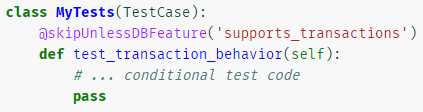 class MyTests(TestCase):
    @skipUnlessDBFeature('supports_transactions')
    def test_transaction_behavior(self):
        # ... conditional test code
        pass